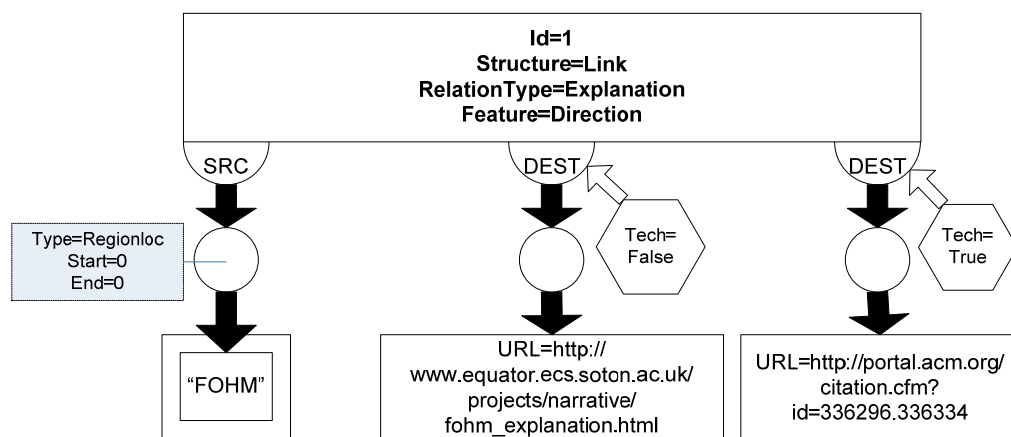 Id=1
Structure=Link
RelationType=Explanation
Feature=Direction
SRC
DEST
DEST
Type=Regionloc
Start=0
End=0
Tech=
False
Tech=
True
“FOHM”
URL=http://
www.equator.ecs.soton.ac.uk/
projects/narrative/
fohm_explanation.html
URL=http://portal.acm.org/
citation.cfm?
id=336296.336334